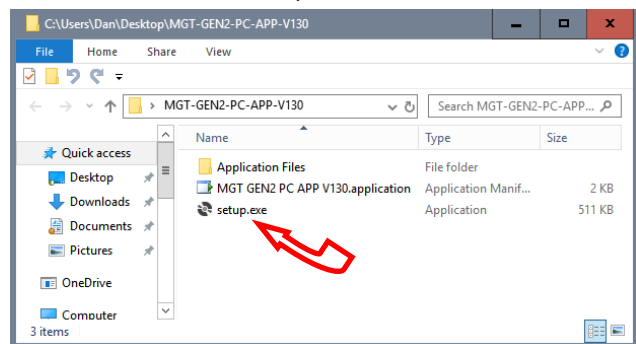 C:\Users\Dan\Desktop\MGT-GEN2-PC-APP-V130
File Home Share View
MGT-GEN2-PC-APP-V130 Search MGT-GEN2-PC-APP...
Name Type Size
Quick access
Desktop
Downloads
Documents
Pictures
OneDrive
Computer
Application Files File folder
MGT GEN2 PC APP V130.application Application Manif... 2 KB
setup.exe Application 511 KB
3 items